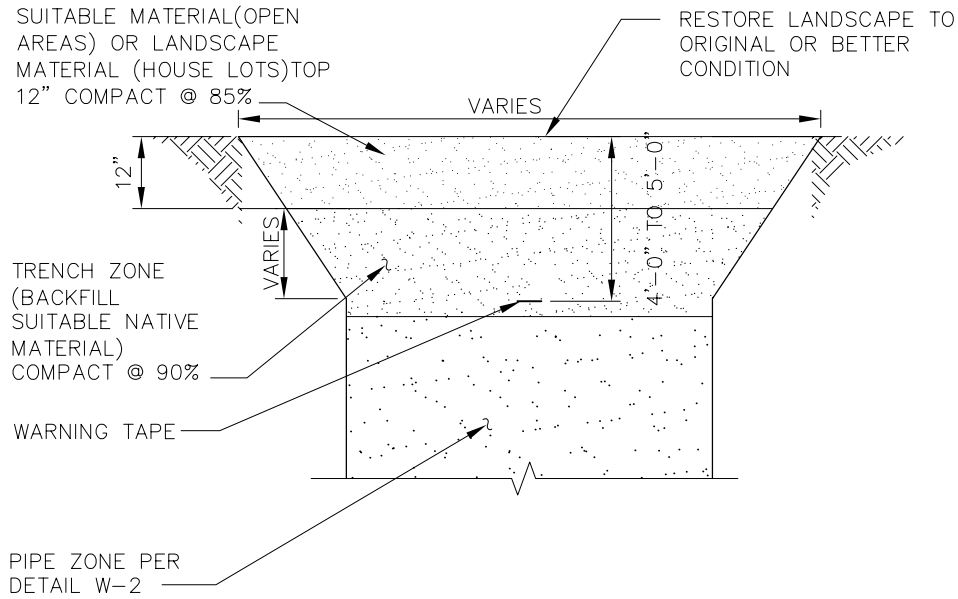 SUITABLE MATERIAL(OPEN
AREAS) OR LANDSCAPE
MATERIAL (HOUSE LOTS)TOP
12" COMPACT @ 85%
RESTORE LANDSCAPE TO
ORIGINAL OR BETTER
CONDITION
VARIES
12"
VARIES
4'-0" TO 5'-0"
TRENCH ZONE
(BACKFILL
SUITABLE NATIVE
MATERIAL)
COMPACT @ 90%
WARNING TAPE
PIPE ZONE PER
DETAIL W-2